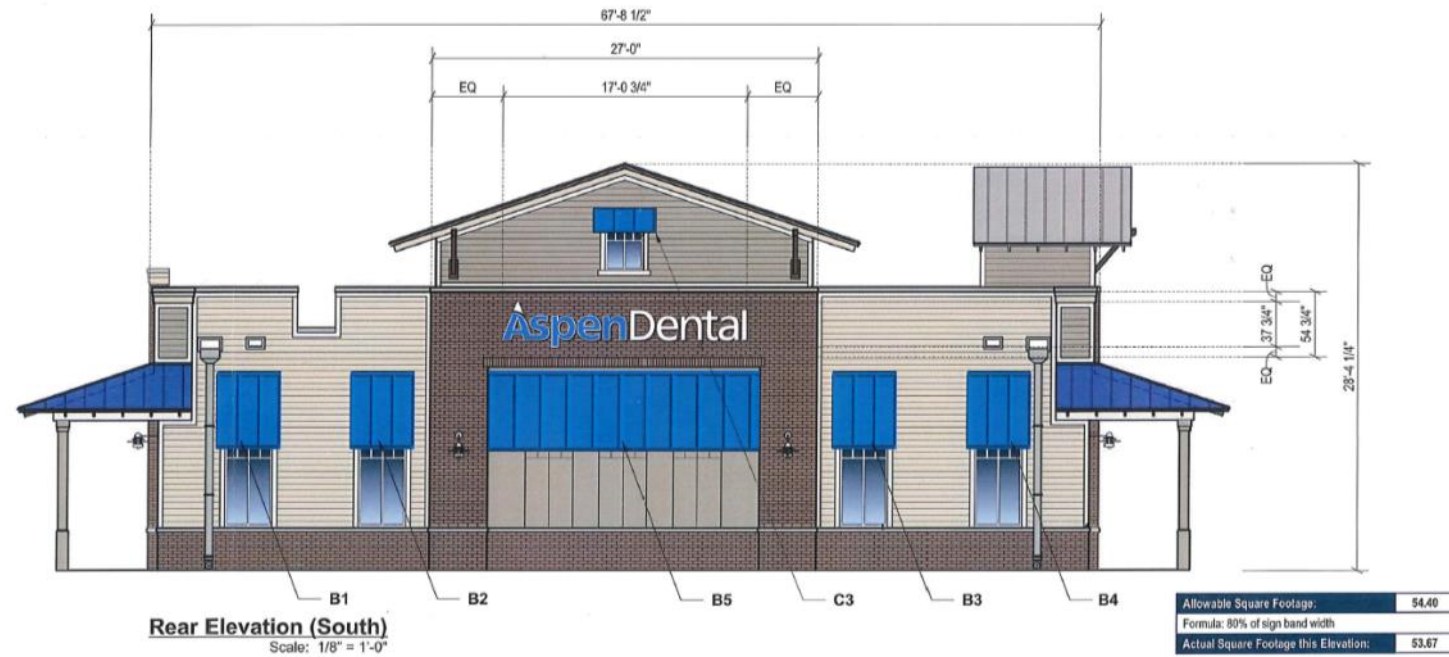 67'-8 1/2"
27'-0"
EQ 17'-0 3/4" EQ
EQ
37 3/4"
54 3/4"
EQ
28'-4 1/4"
AspenDental
B1 B2 B5 C3 B3 B4
Rear Elevation (South)
Scale: 1/8" = 1'-0"
Allowable Square Footage: 54.40
Formula: 80% of sign band width
Actual Square Footage this Elevation: 53.67